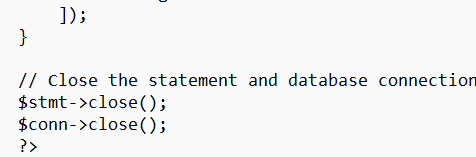 ]);
}
// Close the statement and database connection
$stmt->close();
$conn->close();
?>